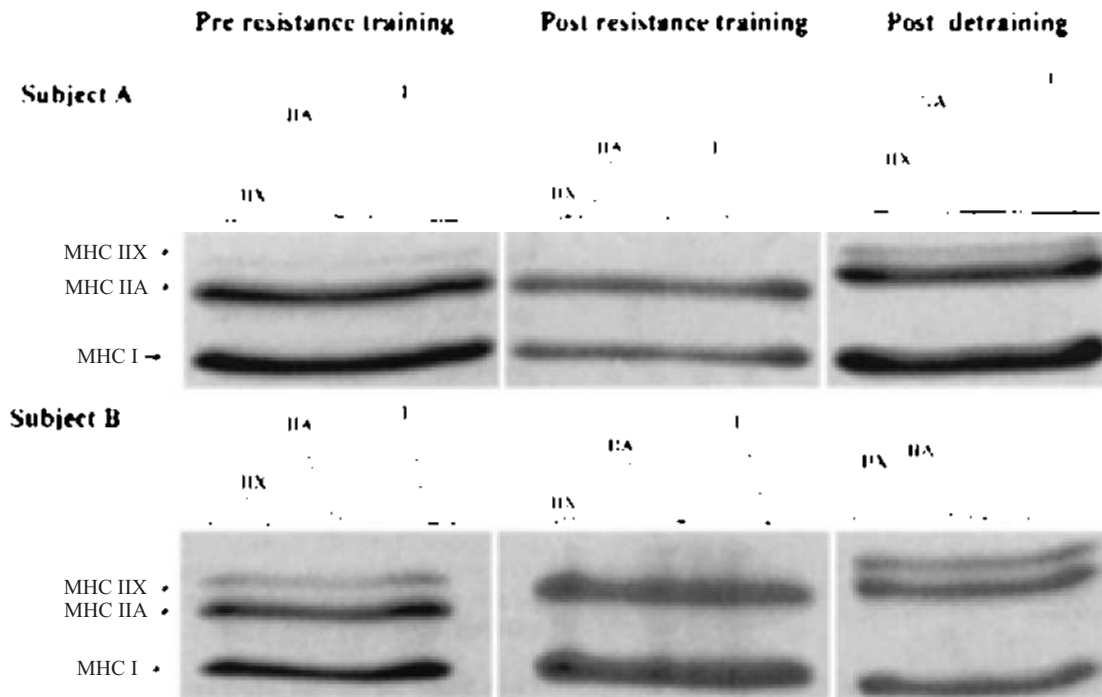 Pre resistance training Post resistance training Post detraining
Subject A
I
IIA
IIA I
IIX
IIX IIX
MHC IIX
MHC IIA
MHC I
Subject B
I I
IIA
IIA IIX IIA
IIX
IIX
MHC IIX
MHC IIA
MHC I